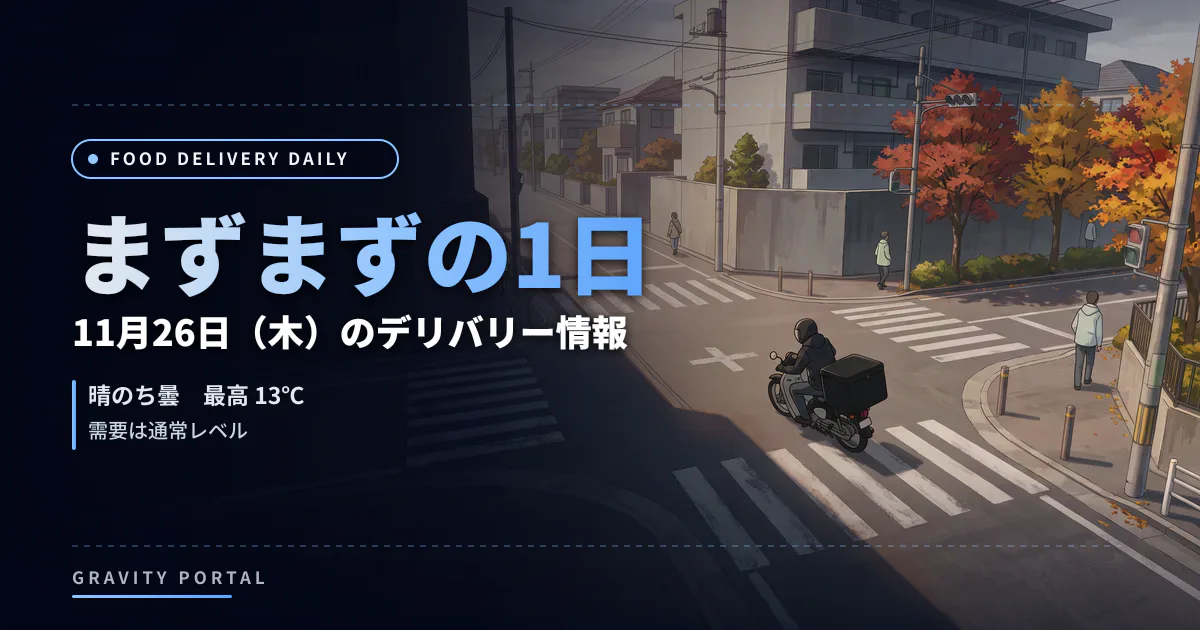 FOOD DELIVERY DAILY
まずまずの1日
11月26日（木）のデリバリー情報
晴のち曇　最高 13℃
需要は通常レベル
GRAVITY PORTAL